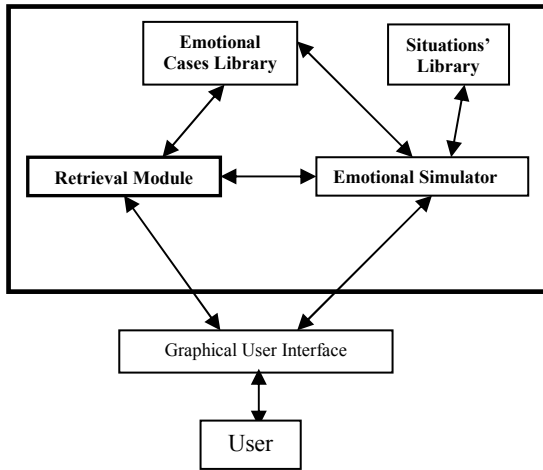 Emotional
Cases Library
Situations’
Library
Retrieval Module
Emotional Simulator
Graphical User Interface
User